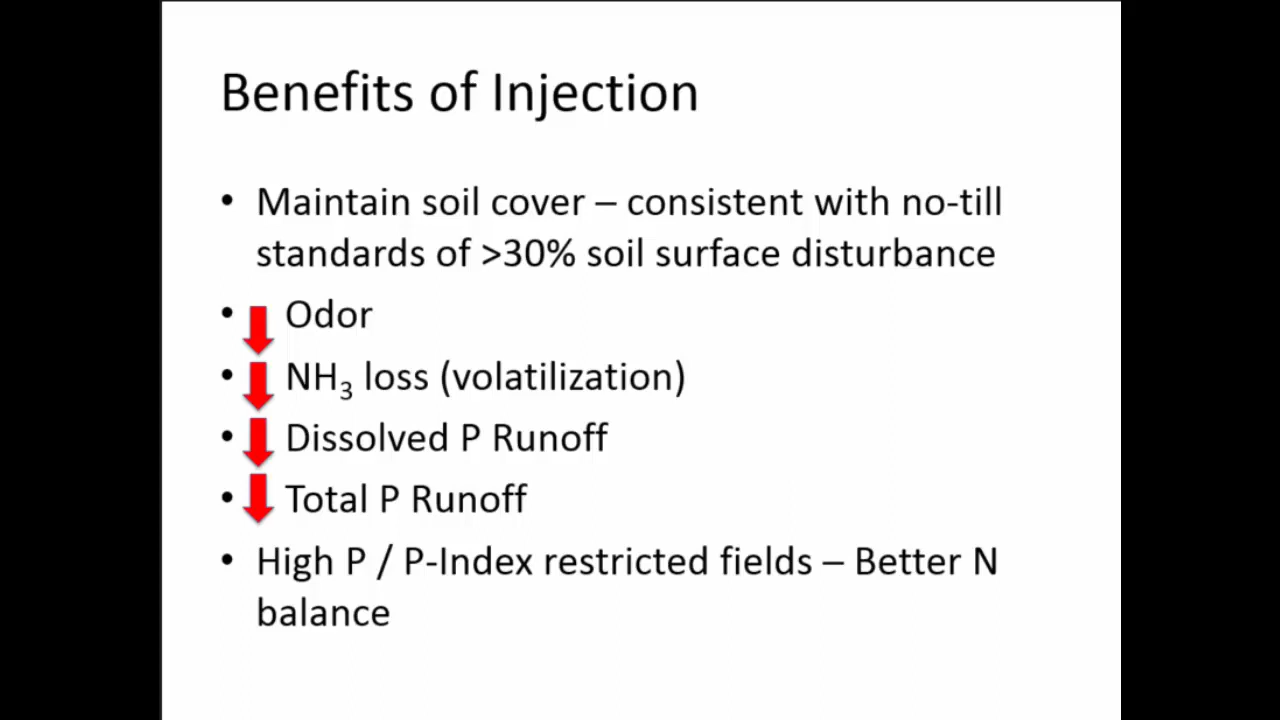 Benefits of Injection
• Maintain soil cover – consistent with no-till
standards of >30% soil surface disturbance
• Odor
• NH₃ loss (volatilization)
• Dissolved P Runoff
• Total P Runoff
• High P / P-Index restricted fields – Better N
balance